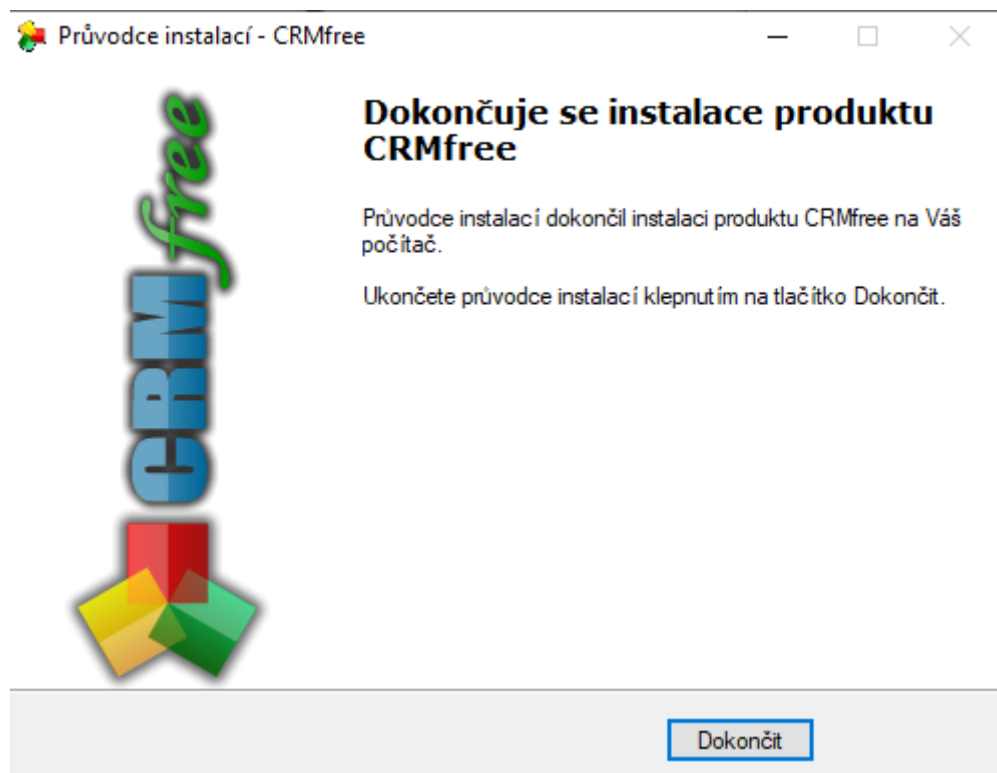 Průvodce instalací - CRMfree
Dokončuje se instalace produktu
CRMfree
Průvodce instalací dokončil instalaci produktu CRMfree na Váš
počítač.
Ukončete průvodce instalací klepnutím na tlačítko Dokončit.
CRMfree
Dokončit